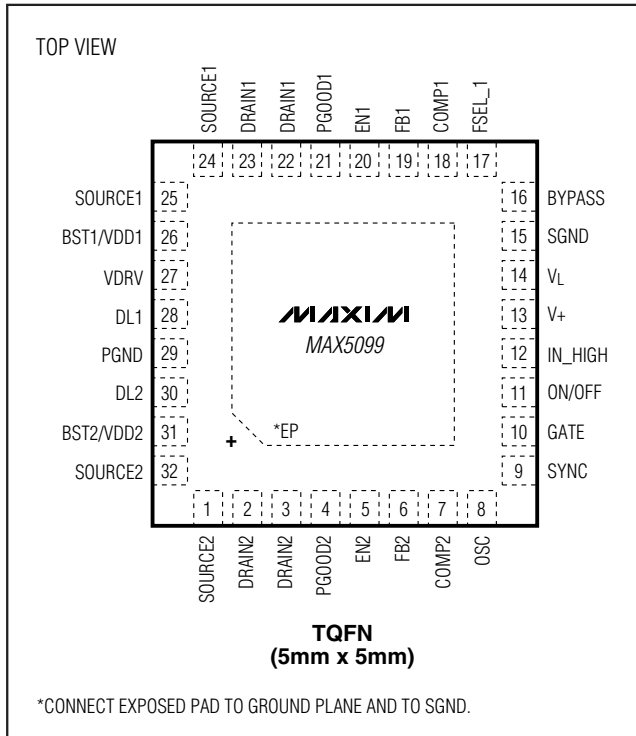 TOP VIEW
SOURCE1
DRAIN1
DRAIN1
PGOOD1
EN1
FB1
COMP1
FSEL_1
24 23 22 21 20 19 18 17
SOURCE1 25
BST1/VDD1 26
VDRV 27
DL1 28
PGND 29
DL2 30
BST2/VDD2 31
SOURCE2 32
16 BYPASS
15 SGND
14 VL
13 V+
12 IN_HIGH
11 ON/OFF
10 GATE
9 SYNC
MAXIM
MAX5099
*EP
+
1 2 3 4 5 6 7 8
SOURCE2
DRAIN2
DRAIN2
PGOOD2
EN2
FB2
COMP2
OSC
TQFN
(5mm x 5mm)
*CONNECT EXPOSED PAD TO GROUND PLANE AND TO SGND.